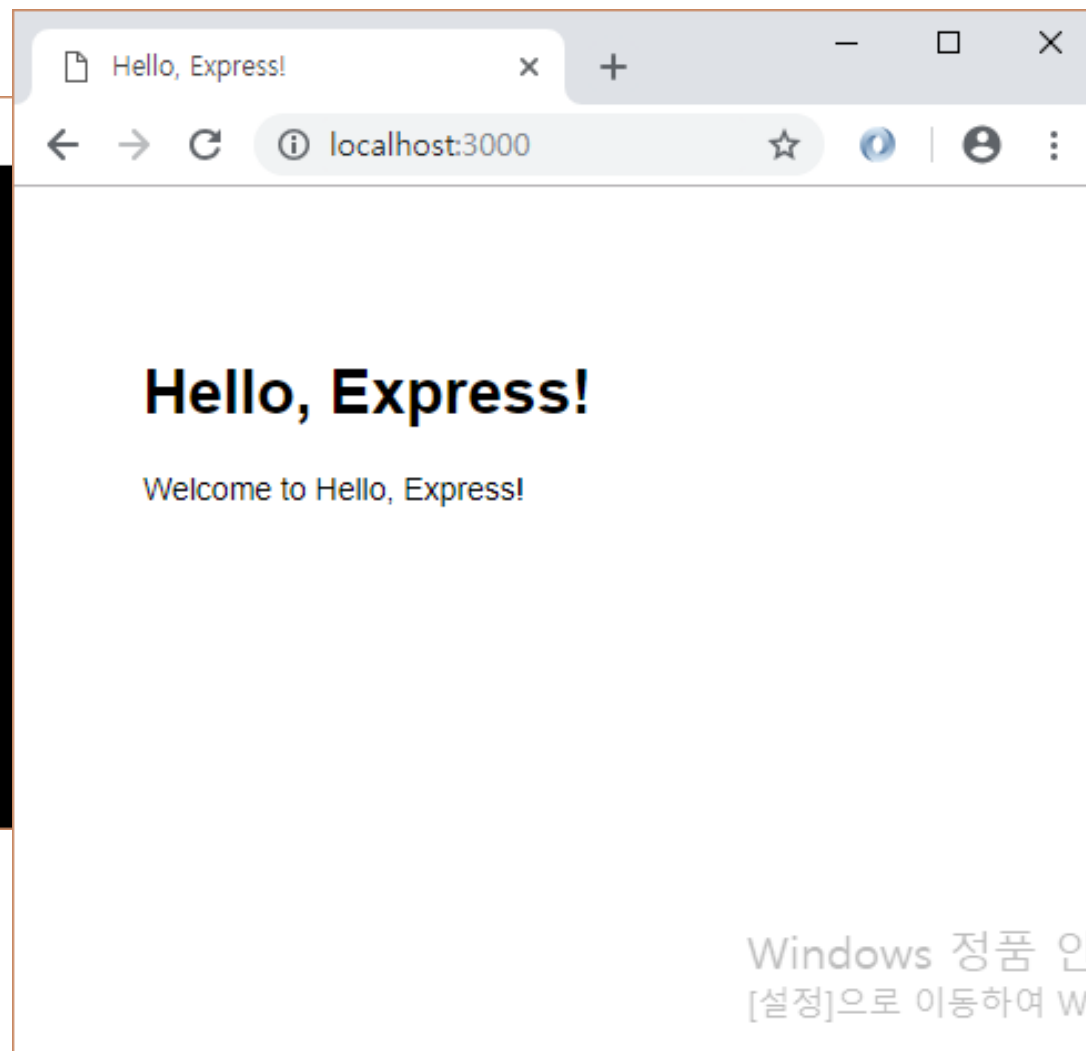 Hello, Express!
localhost:3000
Hello, Express!
Welcome to Hello, Express!
Windows 정품
[설정]으로 이동하여 W